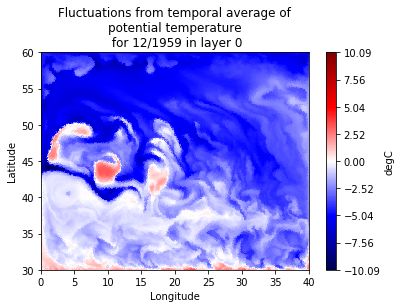 Fluctuations from temporal average of
potential temperature
for 12/1959 in layer 0
60
55
50
45
40
35
30
Latitude
0 5 10 15 20 25 30 35 40
Longitude
10.09
7.56
5.04
2.52
0.00
−2.52
−5.04
−7.56
−10.09
degC